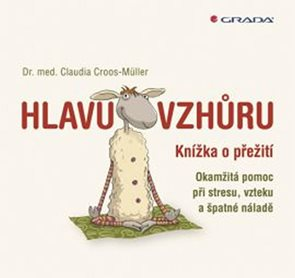 GRADA
Dr. med. Claudia Croos-Müller
HLAVU VZHŮRU
Knížka o přežití
Okamžitá pomoc
při stresu, vzteku
a špatné náladě